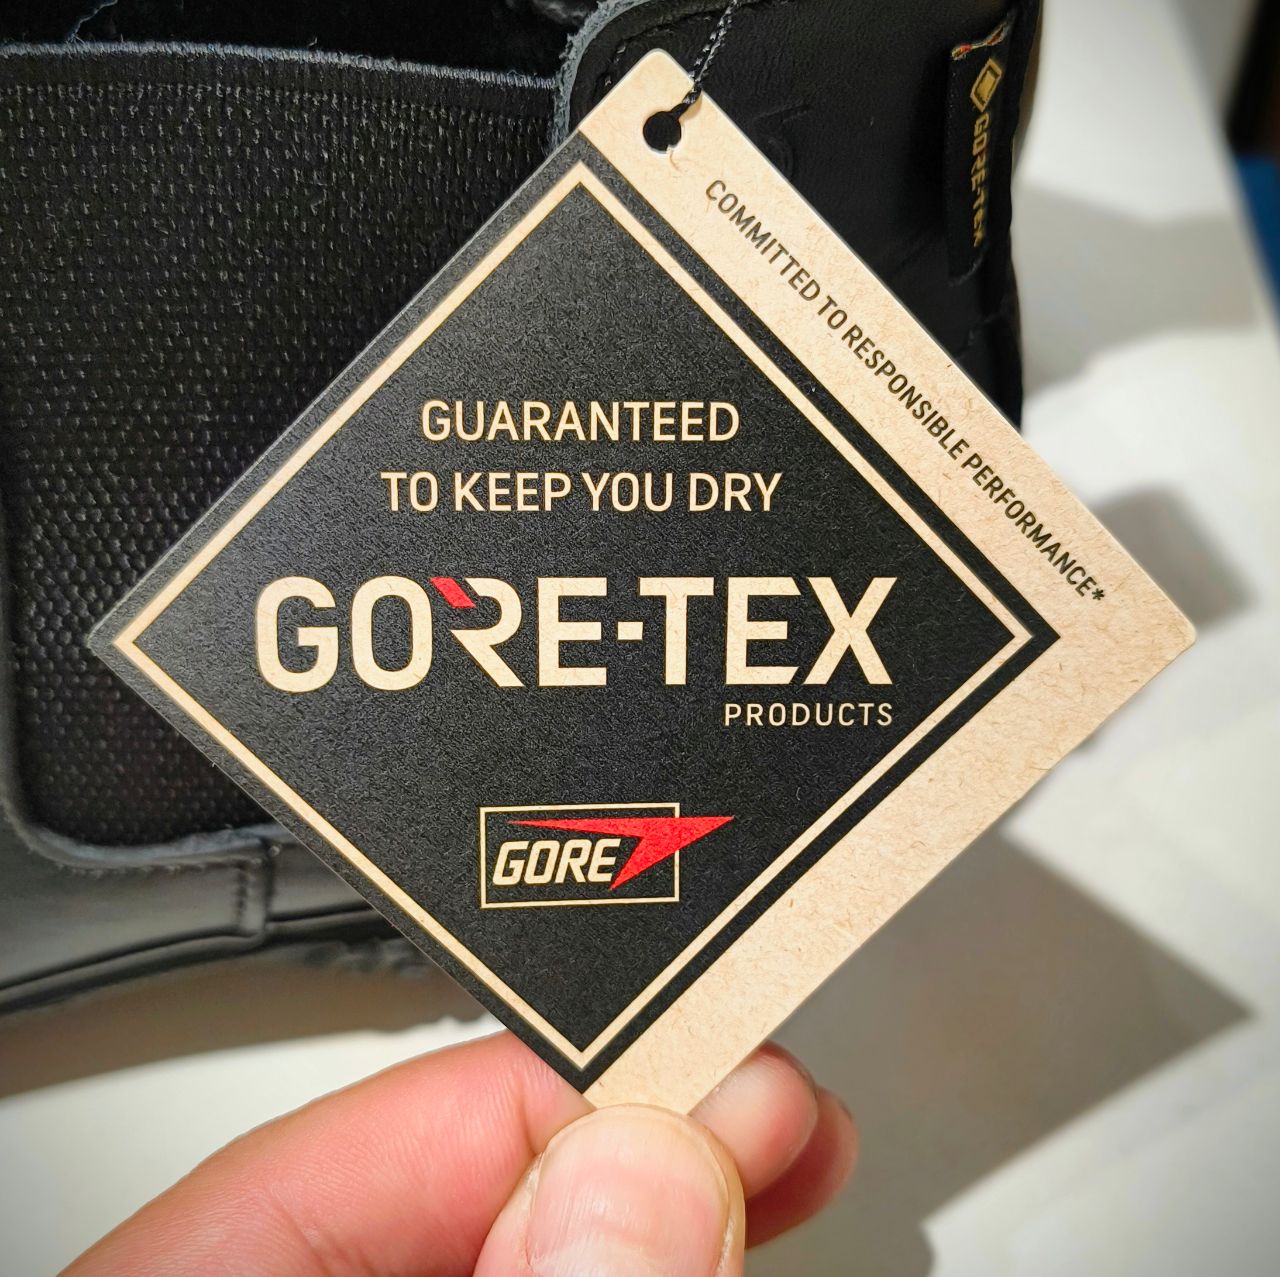 COMMITTED TO RESPONSIBLE PERFORMANCE*
GORE-TEX
GUARANTEED
TO KEEP YOU DRY
GORE-TEX
PRODUCTS
GORE